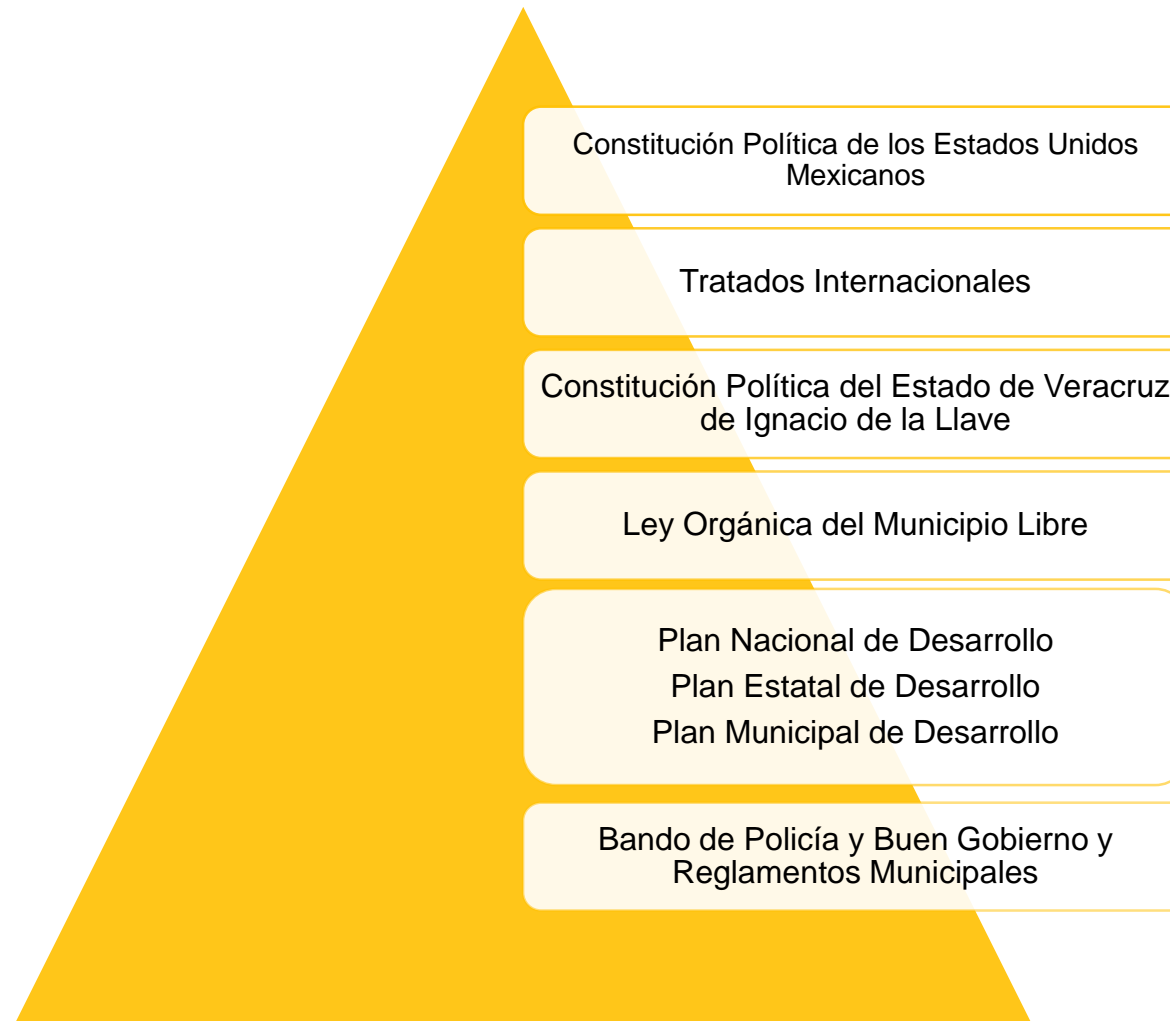 Constitución Política de los Estados Unidos
Mexicanos
Tratados Internacionales
Constitución Política del Estado de Veracruz
de Ignacio de la Llave
Ley Orgánica del Municipio Libre
Plan Nacional de Desarrollo
Plan Estatal de Desarrollo
Plan Municipal de Desarrollo
Bando de Policía y Buen Gobierno y
Reglamentos Municipales